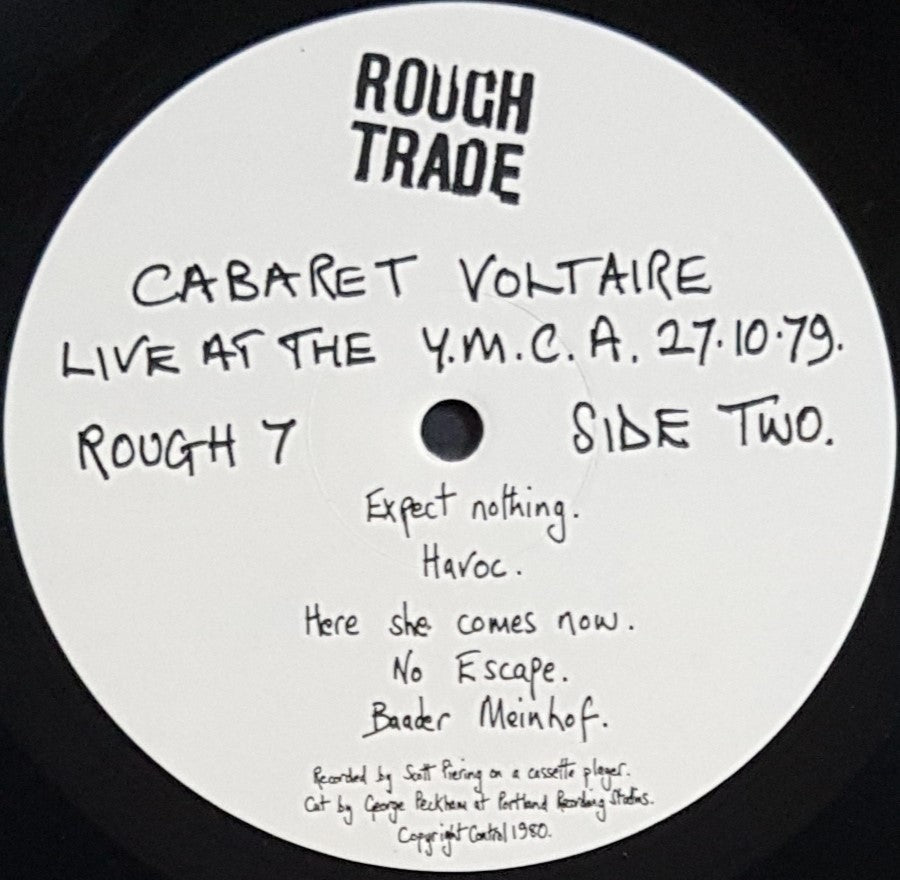 ROUGH
TRADE
CABARET VOLTAIRE
LIVE AT THE Y.M.C.A. 27.10.79.
ROUGH 7 SIDE TWO.
Expect nothing.
Havoc.
Here she comes now.
No Escape.
Baader Meinhof.
Recorded by Scott Piering on a cassette player.
Cut by George Peckham at Portland Recording Studios.
Copyright Control 1980.